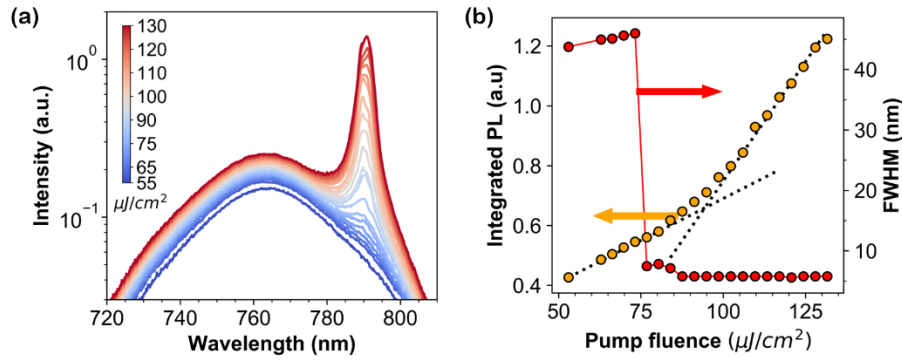 (a)
Intensity (a.u.)
10⁰
10⁻¹
130
120
110
100
90
75
65
55
μJ/cm²
720 740 760 780 800
Wavelength (nm)
(b)
Integrated PL (a.u)
1.2
1.0
0.8
0.6
0.4
40
30
20
10
FWHM (nm)
50 75 100 125
Pump fluence (μJ/cm²)